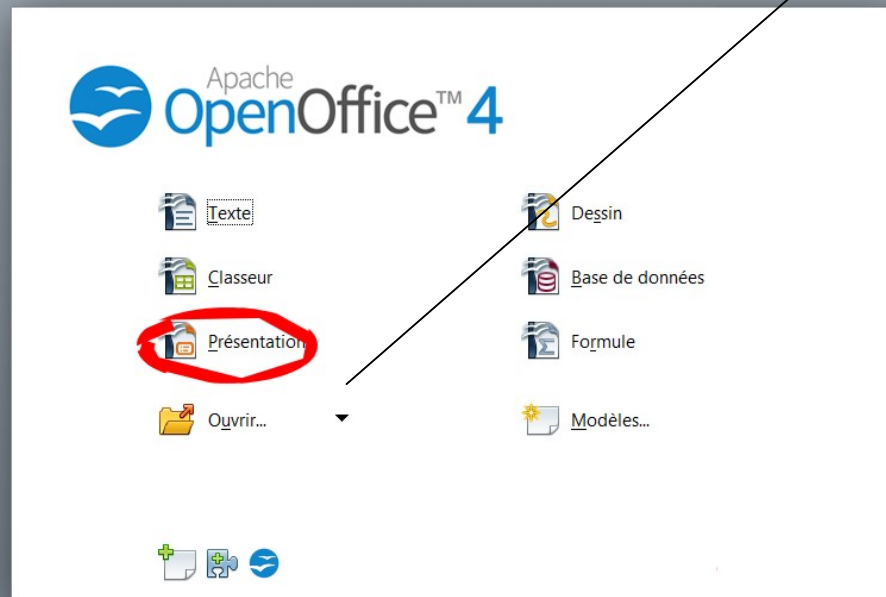 Apache
OpenOffice™ 4
Texte
Dessin
Classeur
Base de données
Présentation
Formule
Ouvrir...
Modèles...